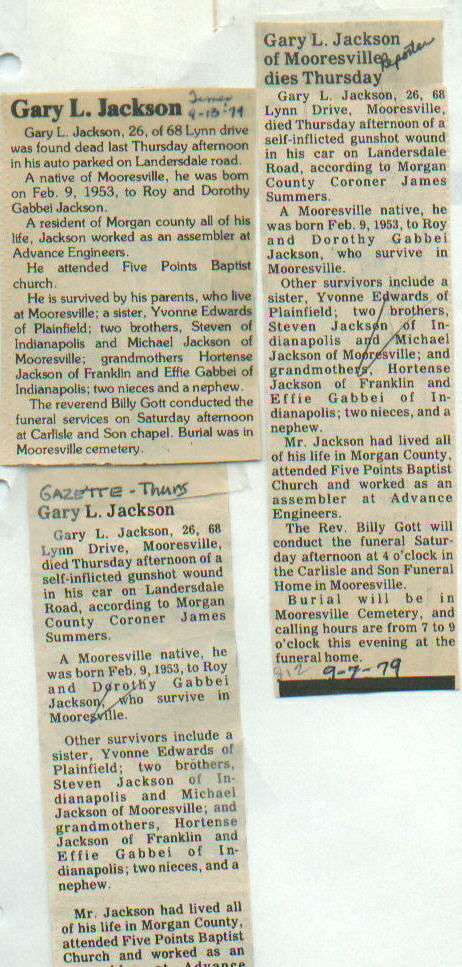 Gary L. Jackson
Times
9-13-79
Gary L. Jackson, 26, of 68 Lynn drive
was found dead last Thursday afternoon
in his auto parked on Landersdale road.
A native of Mooresville, he was born
on Feb. 9, 1953, to Roy and Dorothy
Gabbei Jackson.
A resident of Morgan county all of his
life, Jackson worked as an assembler at
Advance Engineers.
He attended Five Points Baptist
church.
He is survived by his parents, who live
at Mooresville; a sister, Yvonne Edwards
of Plainfield; two brothers, Steven of
Indianapolis and Michael Jackson of
Mooresville; grandmothers Hortense
Jackson of Franklin and Effie Gabbei of
Indianapolis; two nieces and a nephew.
The reverend Billy Gott conducted the
funeral services on Saturday afternoon
at Carlisle and Son chapel. Burial was in
Mooresville cemetery.
GAZETTE - Thurs
Gary L. Jackson
Gary L. Jackson, 26, 68
Lynn Drive, Mooresville,
died Thursday afternoon of a
self-inflicted gunshot wound
in his car on Landersdale
Road, according to Morgan
County Coroner James
Summers.
A Mooresville native, he
was born Feb. 9, 1953, to Roy
and Dorothy Gabbei
Jackson, who survive in
Mooresville.
Other survivors include a
sister, Yvonne Edwards of
Plainfield; two brothers,
Steven Jackson of In-
dianapolis and Michael
Jackson of Mooresville; and
grandmothers, Hortense
Jackson of Franklin and
Effie Gabbei of In-
dianapolis; two nieces, and a
nephew.
Mr. Jackson had lived all
of his life in Morgan County,
attended Five Points Baptist
Church and worked as an
Gary L. Jackson
of Mooresville Reporter
dies Thursday
Gary L. Jackson, 26, 68
Lynn Drive, Mooresville,
died Thursday afternoon of a
self-inflicted gunshot wound
in his car on Landersdale
Road, according to Morgan
County Coroner James
Summers.
A Mooresville native, he
was born Feb. 9, 1953, to Roy
and Dorothy Gabbei
Jackson, who survive in
Mooresville.
Other survivors include a
sister, Yvonne Edwards of
Plainfield; two brothers,
Steven Jackson of In-
dianapolis and Michael
Jackson of Mooresville; and
grandmothers, Hortense
Jackson of Franklin and
Effie Gabbei of In-
dianapolis; two nieces, and a
nephew.
Mr. Jackson had lived all
of his life in Morgan County,
attended Five Points Baptist
Church and worked as an
assembler at Advance
Engineers.
The Rev. Billy Gott will
conduct the funeral Satur-
day afternoon at 4 o'clock in
the Carlisle and Son Funeral
Home in Mooresville.
Burial will be in
Mooresville Cemetery, and
calling hours are from 7 to 9
o'clock this evening at the
funeral home.
9-7-79